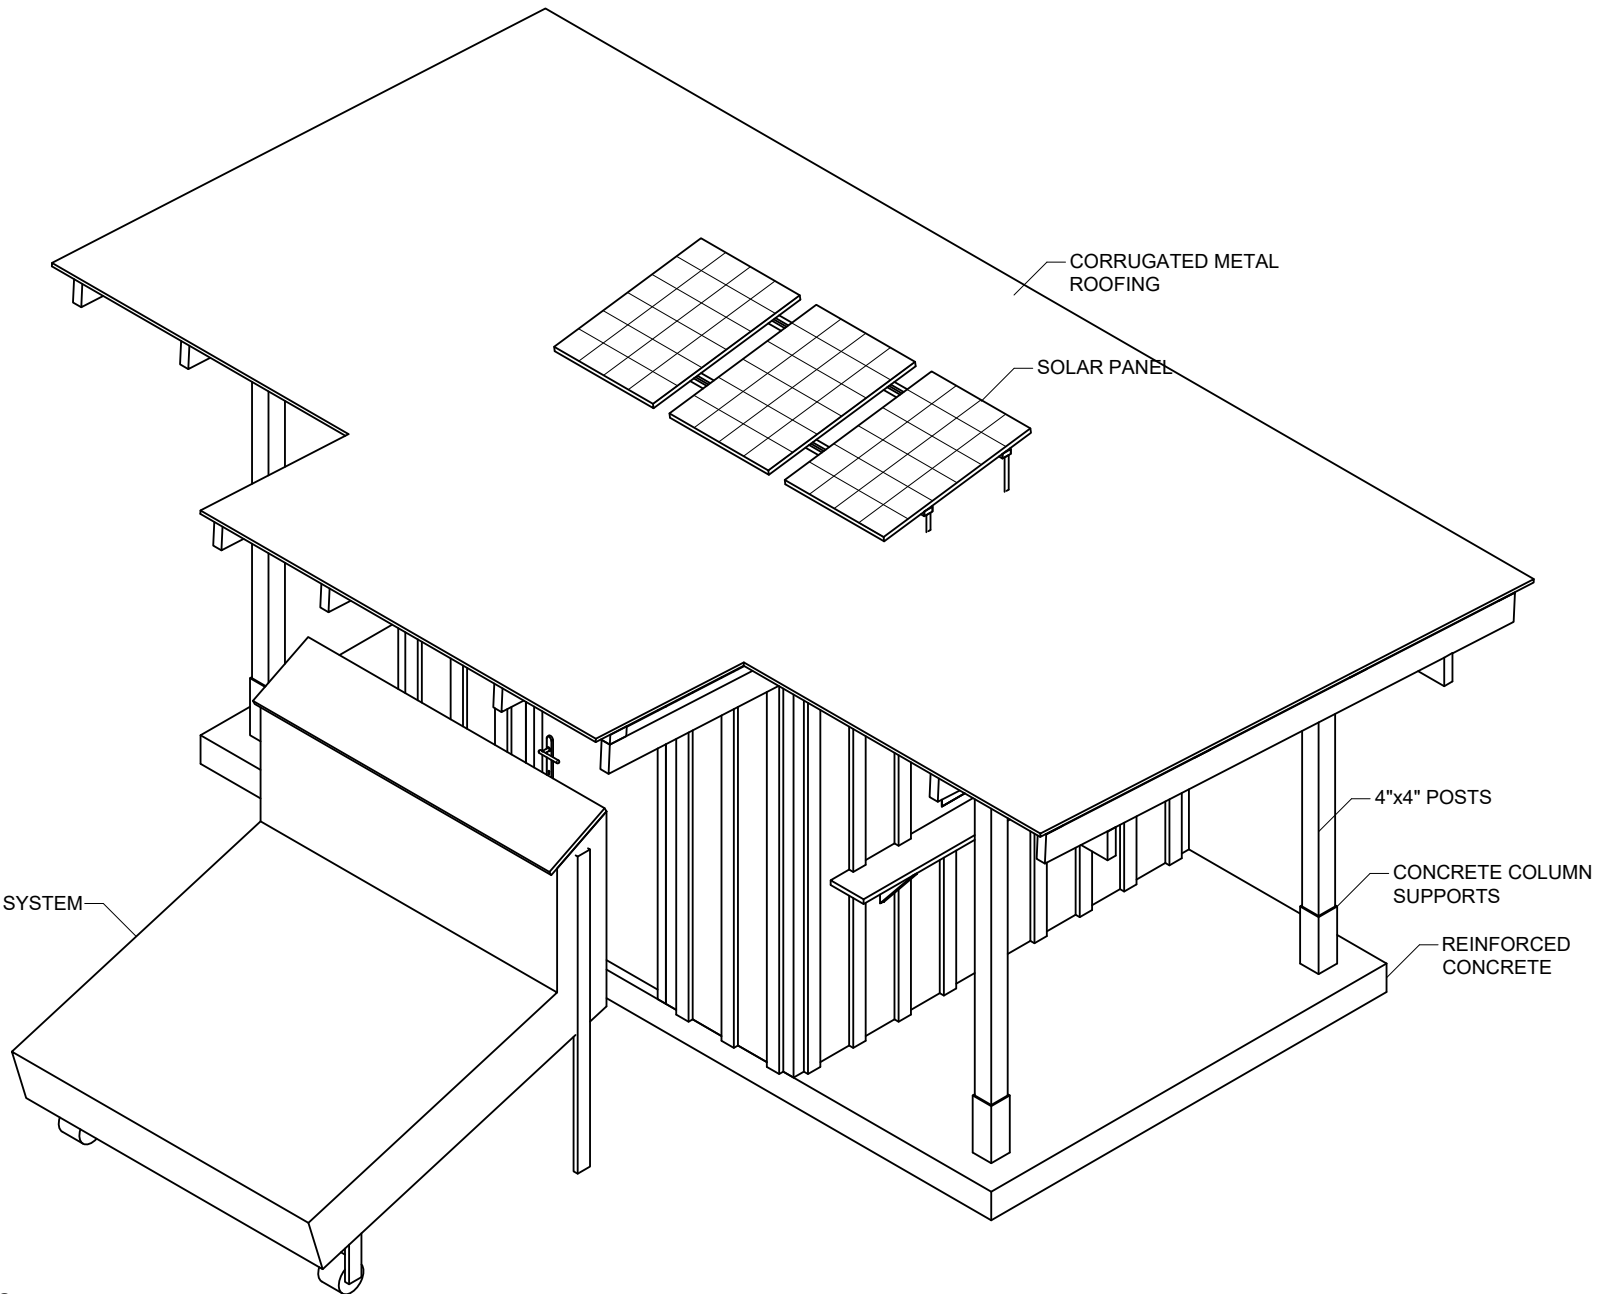 CORRUGATED METAL
ROOFING
SOLAR PANEL
4"x4" POSTS
CONCRETE COLUMN
SUPPORTS
SYSTEM
REINFORCED
CONCRETE